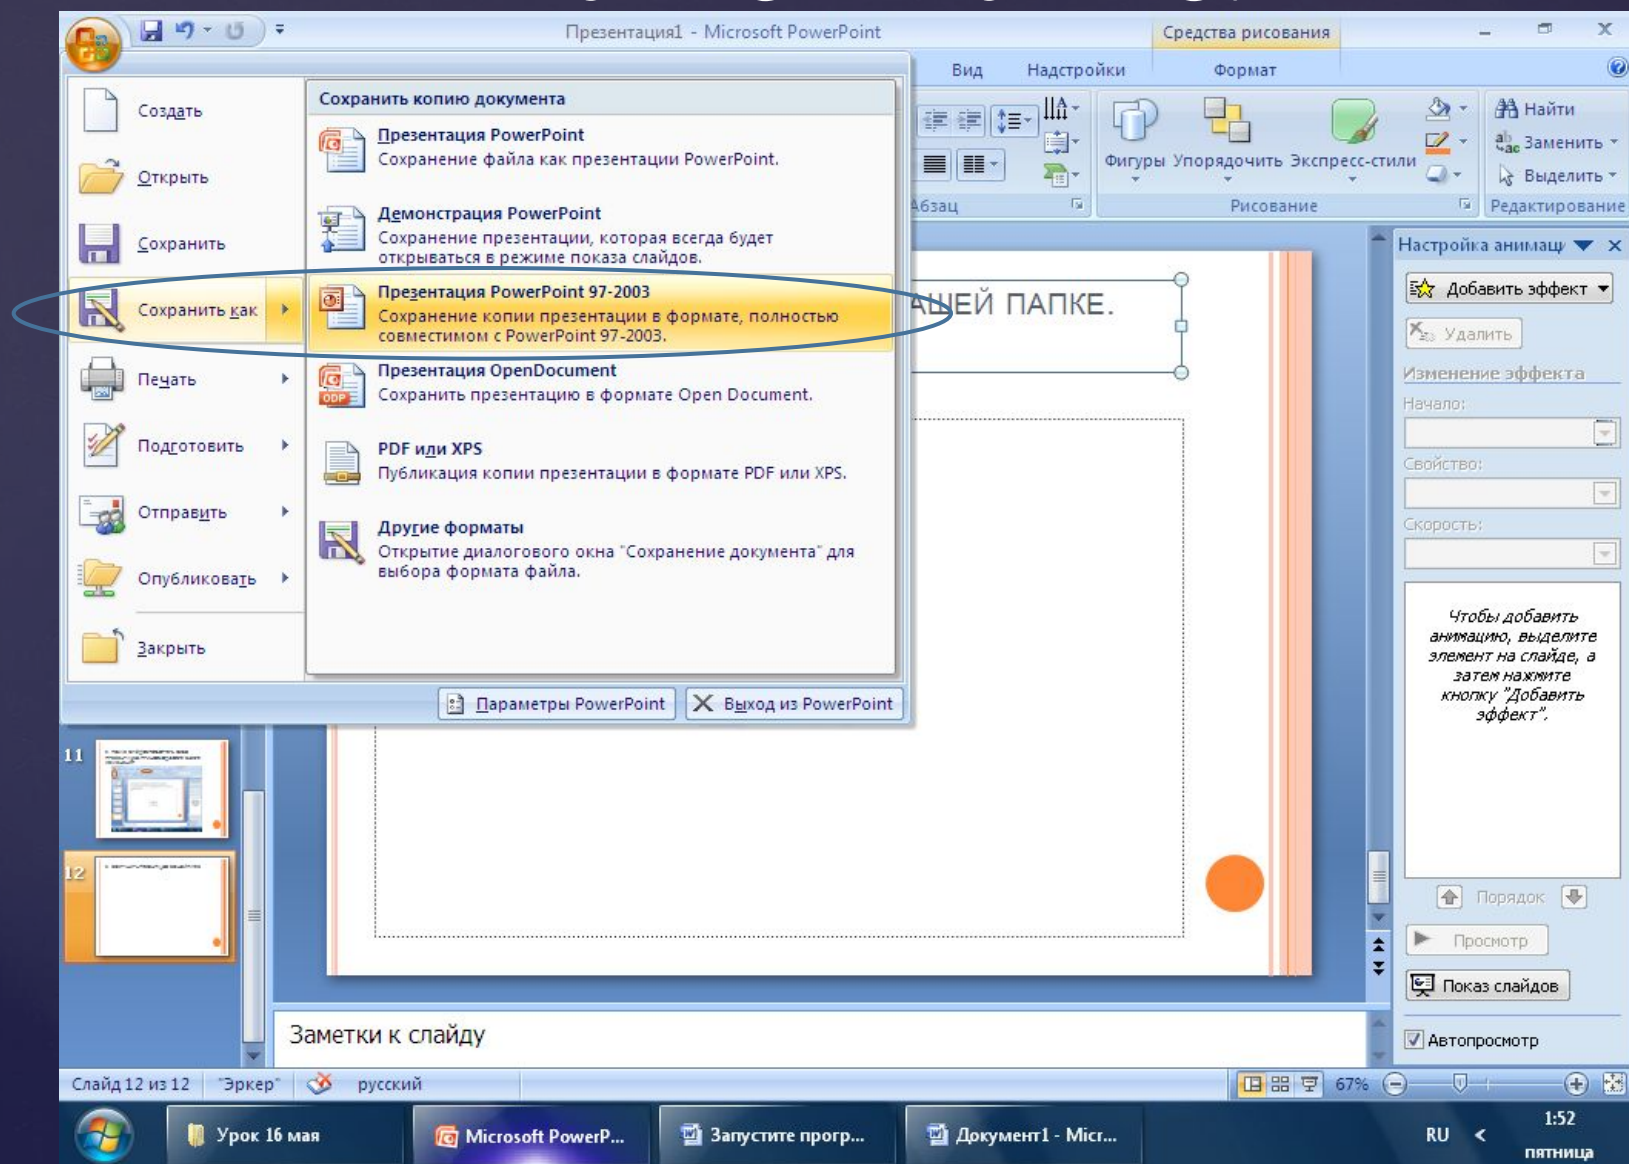 Презентация1 - Microsoft PowerPoint
Средства рисования
Вид
Надстройки
Формат
Создать
Открыть
Сохранить
Сохранить как
Печать
Подготовить
Отправить
Опубликовать
Закрыть
Сохранить копию документа
Презентация PowerPoint
Сохранение файла как презентации PowerPoint.
Демонстрация PowerPoint
Сохранение презентации, которая всегда будет
открываться в режиме показа слайдов.
Презентация PowerPoint 97-2003
Сохранение копии презентации в формате, полностью
совместимом с PowerPoint 97-2003.
Презентация OpenDocument
Сохранить презентацию в формате Open Document.
PDF или XPS
Публикация копии презентации в формате PDF или XPS.
Другие форматы
Открытие диалогового окна "Сохранение документа" для
выбора формата файла.
Параметры PowerPoint
Выход из PowerPoint
Фигуры Упорядочить Экспресс-стили
Найти
Заменить
Выделить
Абзац
Рисование
Редактирование
АШЕЙ ПАПКЕ.
Настройка анимаци
Добавить эффект
Удалить
Изменение эффекта
Начало:
Свойство:
Скорость:
Чтобы добавить
анимацию, выделите
элемент на слайде, а
затем нажмите
кнопку "Добавить
эффект".
Порядок
Просмотр
Показ слайдов
Автопросмотр
11
12
Заметки к слайду
Слайд 12 из 12
"Эркер"
русский
67%
Урок 16 мая
Microsoft PowerP...
Запустите прогр...
Документ1 - Micr...
RU
1:52
пятница